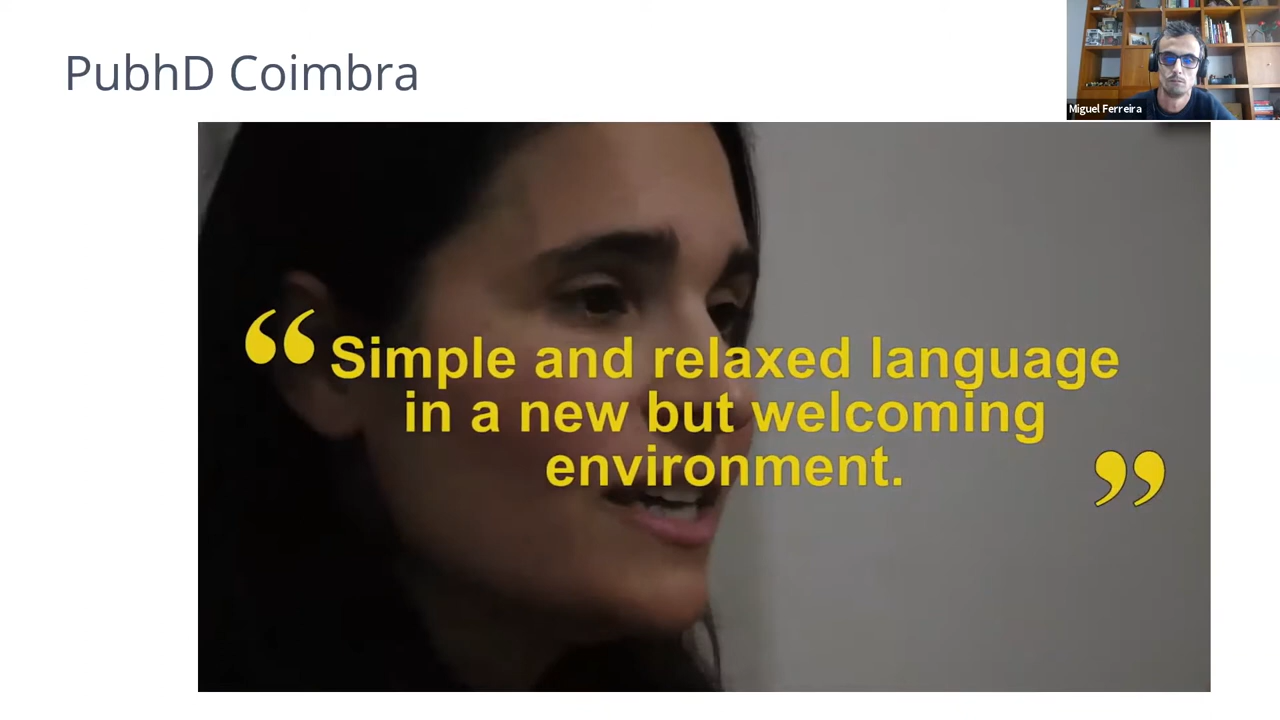 PubhD Coimbra
Miguel Ferreira
“ Simple and relaxed language
in a new but welcoming
environment. ”